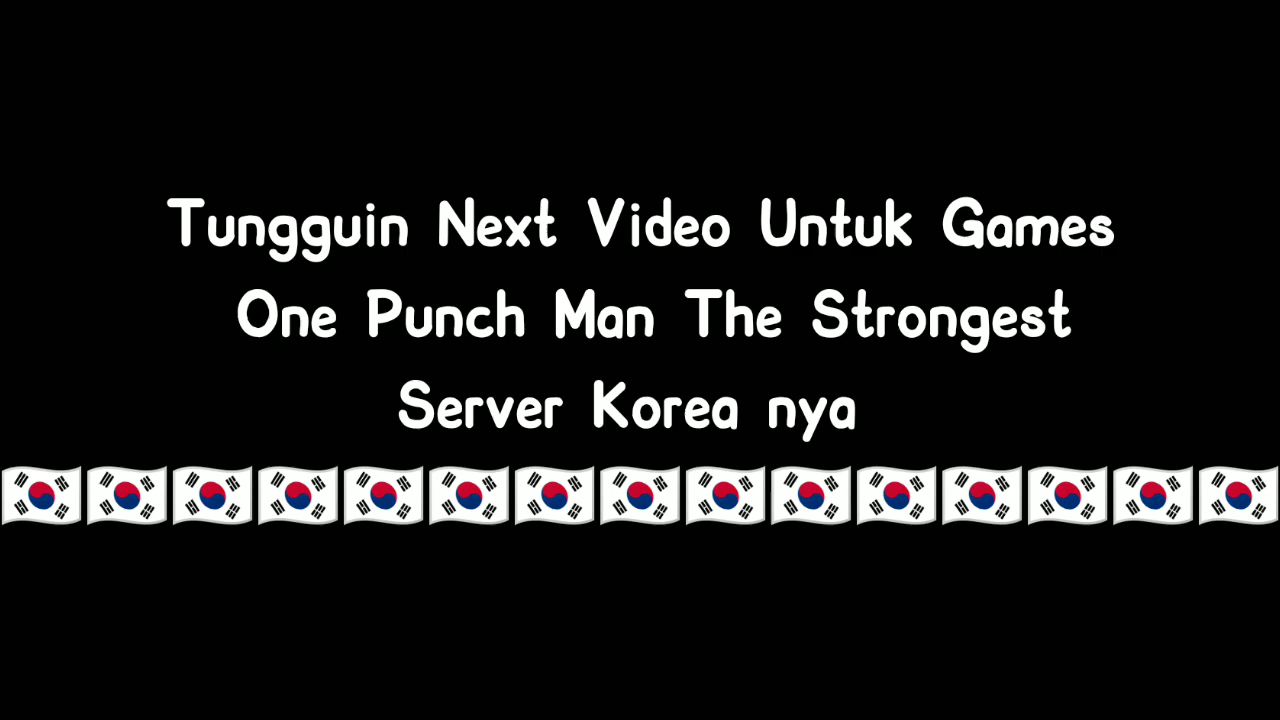 Tungguin Next Video Untuk Games
One Punch Man The Strongest
Server Korea nya
🇰🇷🇰🇷🇰🇷🇰🇷🇰🇷🇰🇷🇰🇷🇰🇷🇰🇷🇰🇷🇰🇷🇰🇷🇰🇷🇰🇷🇰🇷